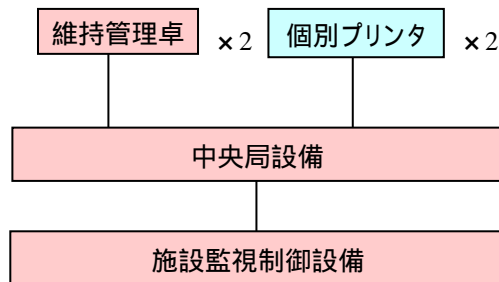 維持管理卓 ×2 個別プリンタ ×2
中央局設備
施設監視制御設備